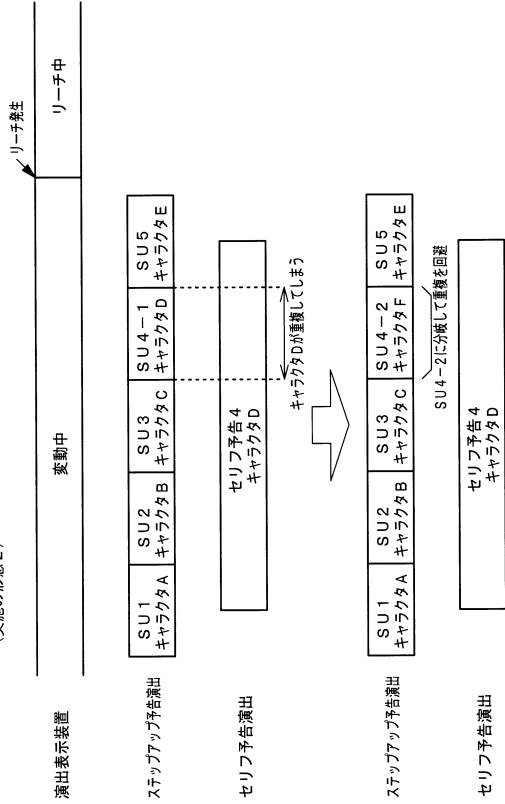 演出表示装置
変動中
リーチ発生
リーチ中
ステップアップ予告演出
SU1
キャラクタA
SU2
キャラクタB
SU3
キャラクタC
SU4-1
キャラクタD
SU5
キャラクタE
セリフ予告演出
セリフ予告4
キャラクタD
キャラクタDが重複してしまう
ステップアップ予告演出
SU1
キャラクタA
SU2
キャラクタB
SU3
キャラクタC
SU4-2
キャラクタF
SU5
キャラクタE
SU4-2に分岐して重複を回避
セリフ予告演出
セリフ予告4
キャラクタD